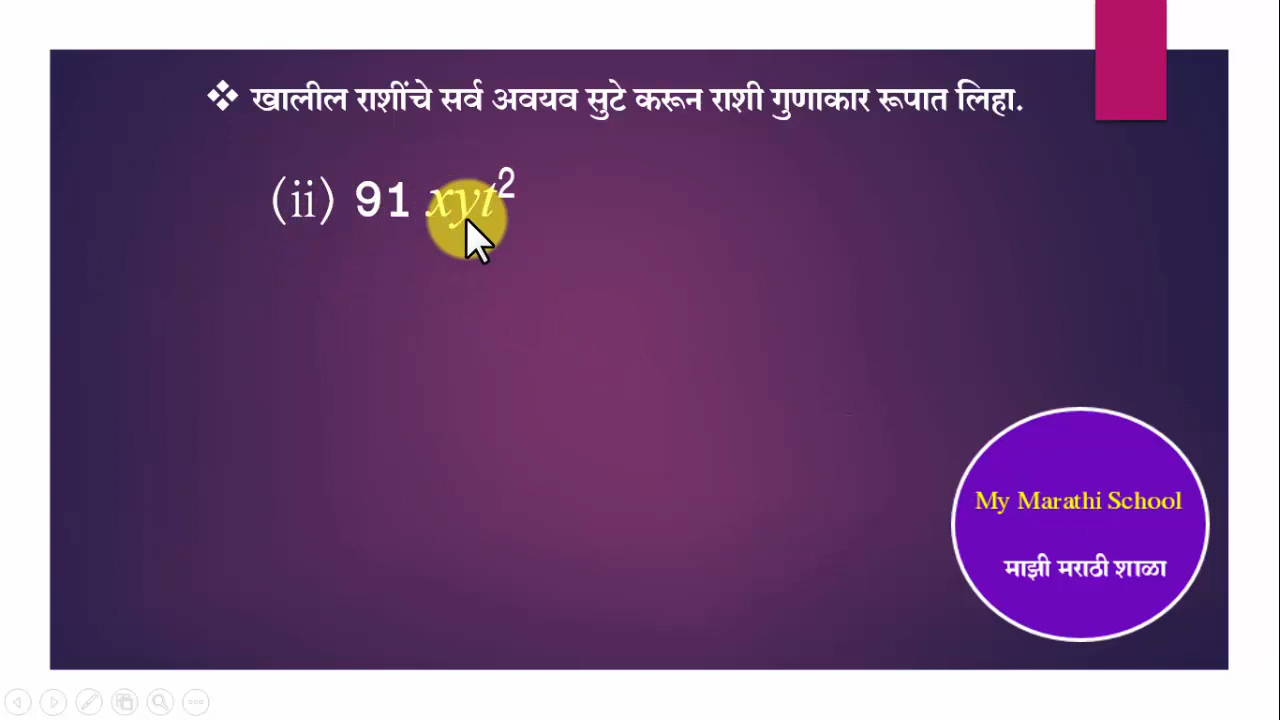 ❖ खालील राशींचे सर्व अवयव सुटे करून राशी गुणाकार रूपात लिहा.
(ii) 91 xyt²
My Marathi School
माझी मराठी शाळा